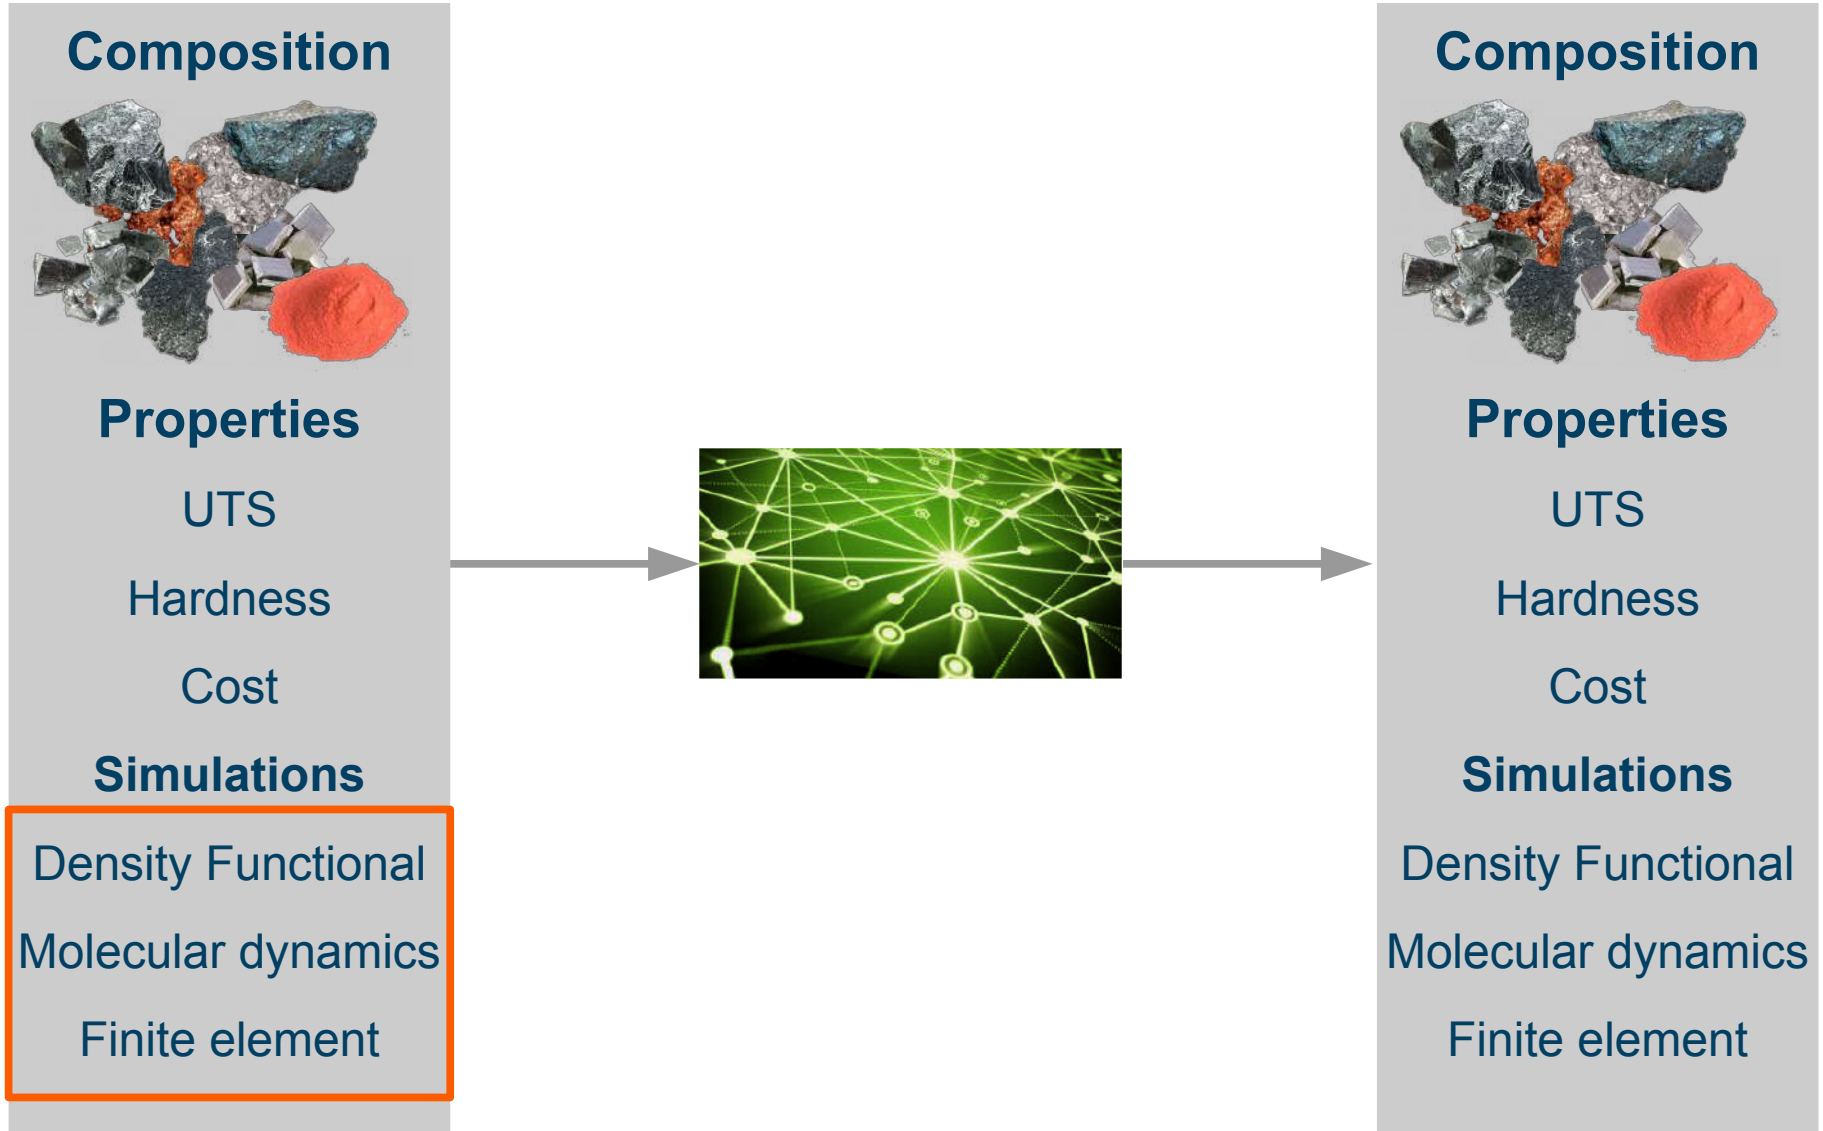 Composition
Properties
UTS
Hardness
Cost
Simulations
Density Functional
Molecular dynamics
Finite element
Composition
Properties
UTS
Hardness
Cost
Simulations
Density Functional
Molecular dynamics
Finite element